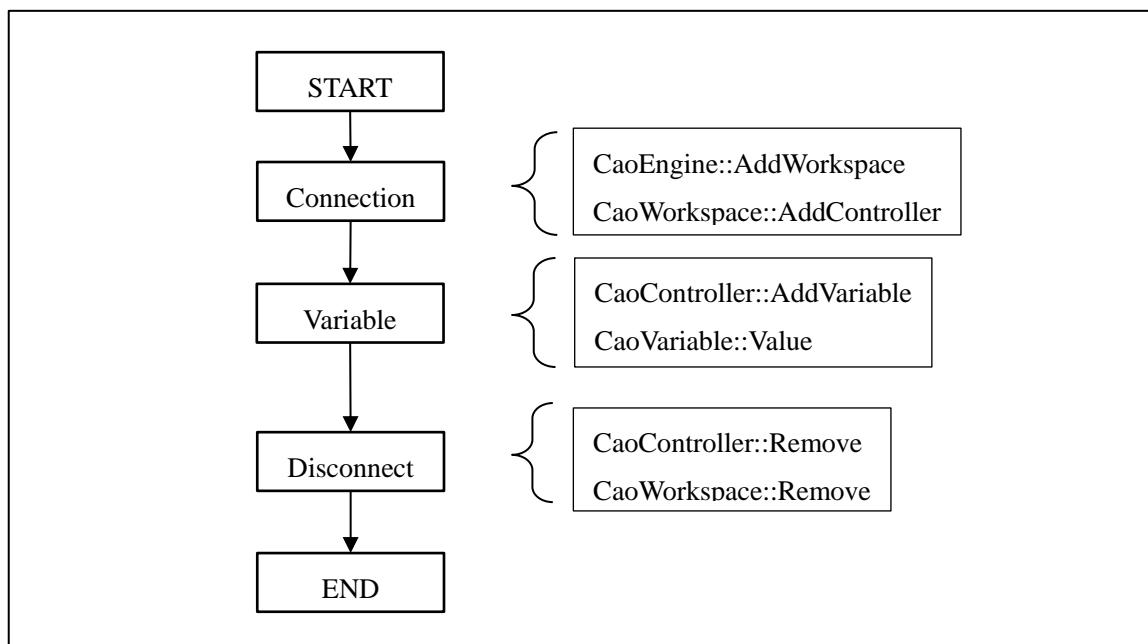 START
Connection
CaoEngine::AddWorkspace
CaoWorkspace::AddController
Variable
CaoController::AddVariable
CaoVariable::Value
Disconnect
CaoController::Remove
CaoWorkspace::Remove
END